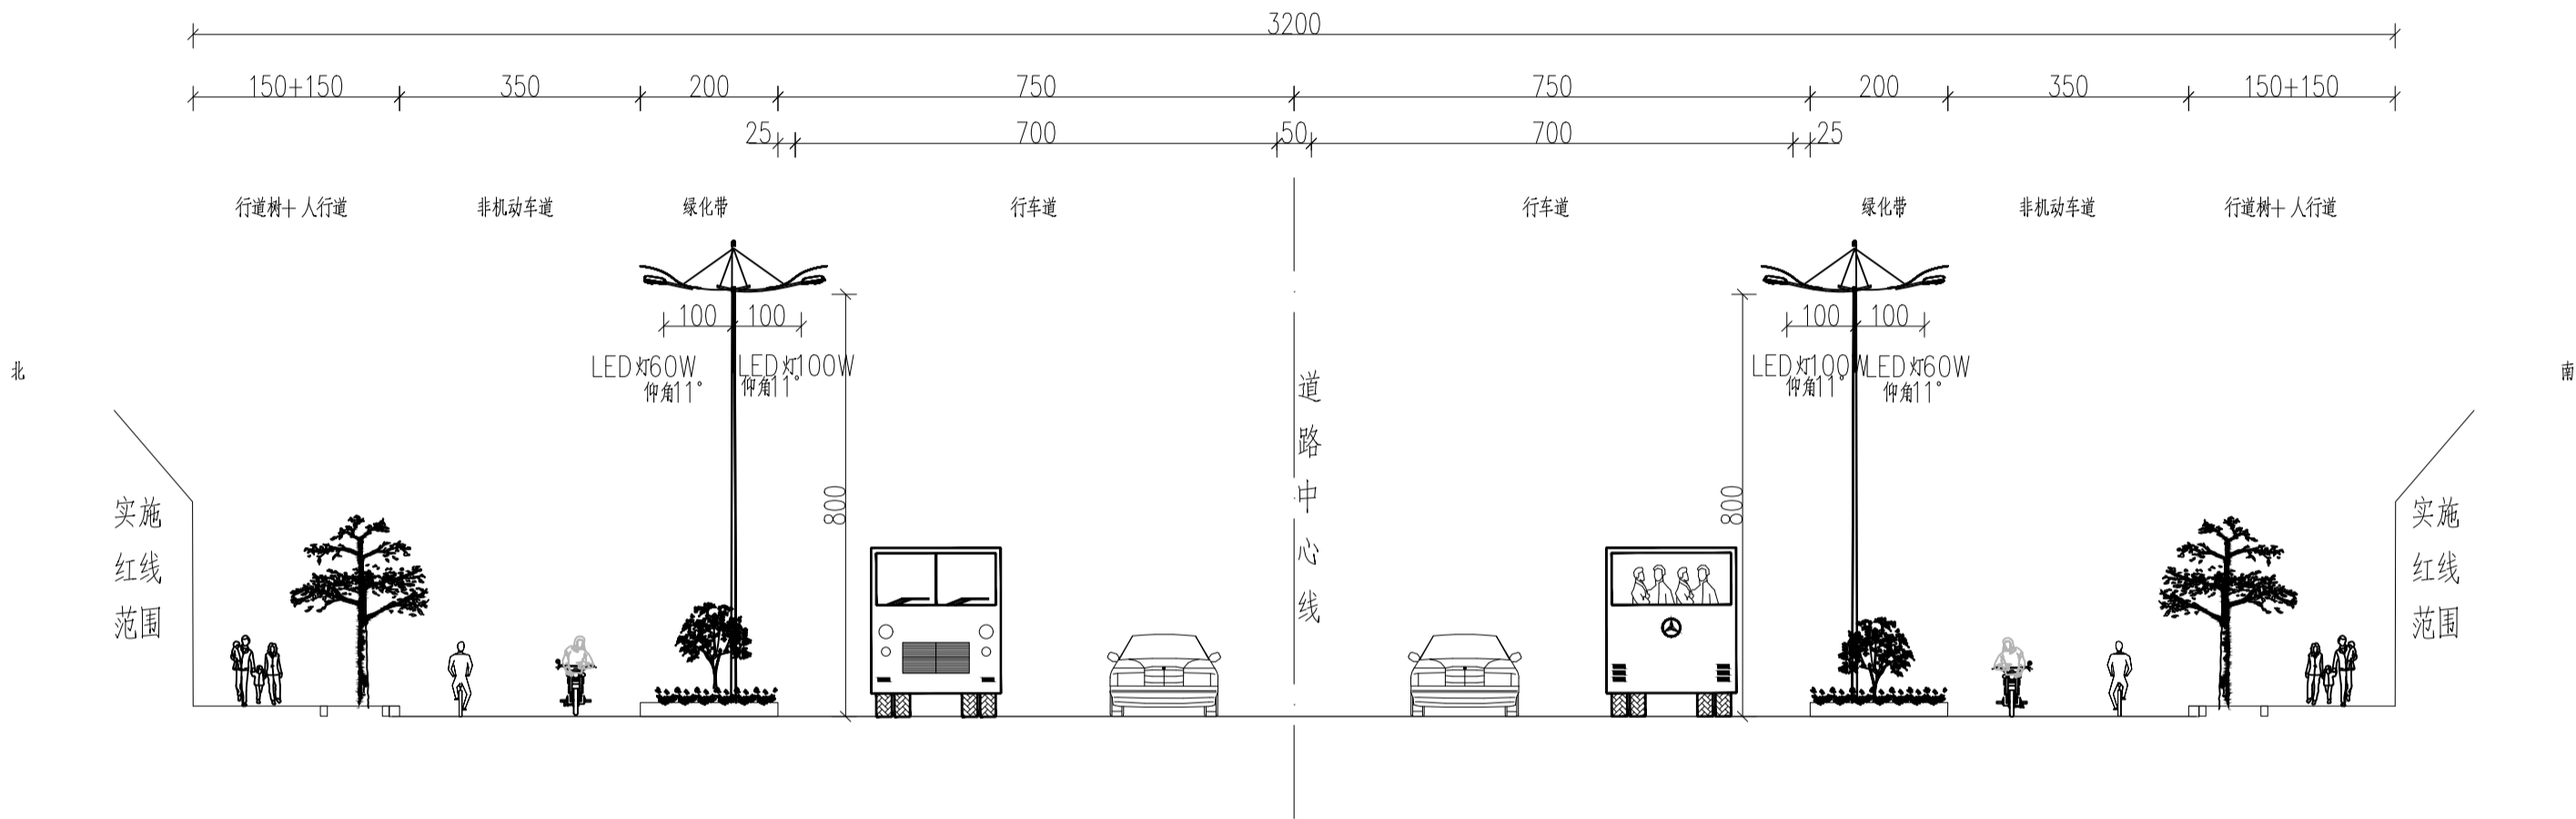 3200
150+150 350 200 750 750 200 350 150+150
25 700 50 700 25
行道树+ 人行道 非机动车道 绿化带 行车道 行车道 绿化带 非机动车道 行道树+ 人行道
100 100 100 100
LED灯60W LED灯100W LED灯100W LED灯60W
仰角11° 仰角11° 仰角11° 仰角11°
北
南
800
800
道
路
中
心
线
实施
红线
范围
实施
红线
范围